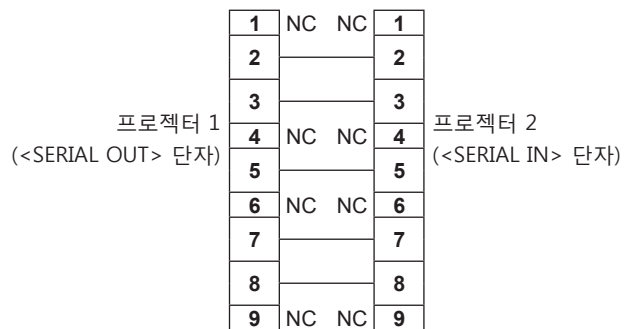 1 NC NC 1
2 2
3 3
프로젝터 1
(<SERIAL OUT> 단자)
4 NC NC 4
프로젝터 2
(<SERIAL IN> 단자)
5 5
6 NC NC 6
7 7
8 8
9 NC NC 9